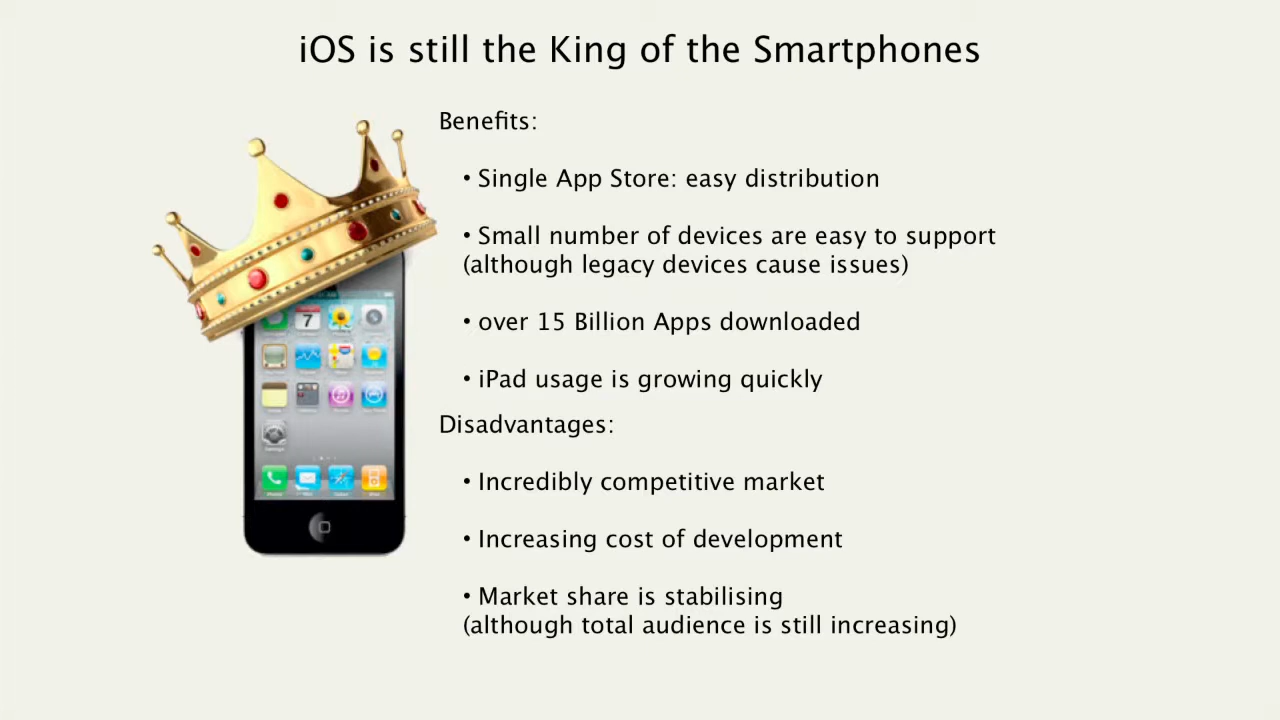 iOS is still the King of the Smartphones
Benefits:
• Single App Store: easy distribution
• Small number of devices are easy to support
(although legacy devices cause issues)
• over 15 Billion Apps downloaded
• iPad usage is growing quickly
Disadvantages:
• Incredibly competitive market
• Increasing cost of development
• Market share is stabilising
(although total audience is still increasing)
7